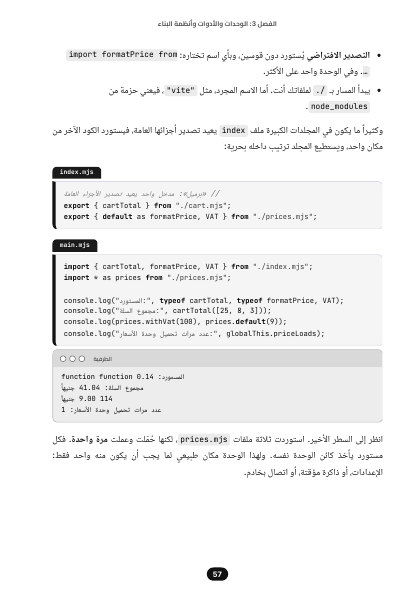 الفصل 3: الوحدات والأدوات وأنظمة البناء
• التصدير الافتراضي يُستورد دون قوسين، وبأي اسم تختاره: import formatPrice from
…. وفي الوحدة واحد على الأكثر.
• يبدأ المسار بـ ./ لملفاتك أنت. أما الاسم المجرد، مثل "vite"، فيعني حزمة من
node_modules.
وكثيراً ما يكون في المجلدات الكبيرة ملف index يعيد تصدير أجزائها العامة، فيستورد الكود الآخر من
مكان واحد، ويستطيع المجلد ترتيب داخله بحرية:
index.mjs
// «برميل»: مدخل واحد يعيد تصدير الأجزاء العامة
export { cartTotal } from "./cart.mjs";
export { default as formatPrice, VAT } from "./prices.mjs";
main.mjs
import { cartTotal, formatPrice, VAT } from "./index.mjs";
import * as prices from "./prices.mjs";
console.log("المستورد:", typeof cartTotal, typeof formatPrice, VAT);
console.log("مجموع السلة:", cartTotal([25, 8, 3]));
console.log(prices.withVat(100), prices.default(9));
console.log("عدد مرات تحميل وحدة الأسعار:", globalThis.priceLoads);
الطرفية
المستورد: function function 0.14
مجموع السلة: 41.04 جنيهاً
114 9.00 جنيهاً
عدد مرات تحميل وحدة الأسعار: 1
انظر إلى السطر الأخير. استوردت ثلاثة ملفات prices.mjs، لكنها حُمّلت وعملت مرة واحدة. فكل
مستورد يأخذ كائن الوحدة نفسه. ولهذا الوحدة مكان طبيعي لما يجب أن يكون منه واحد فقط:
الإعدادات، أو ذاكرة مؤقتة، أو اتصال بخادم.
57